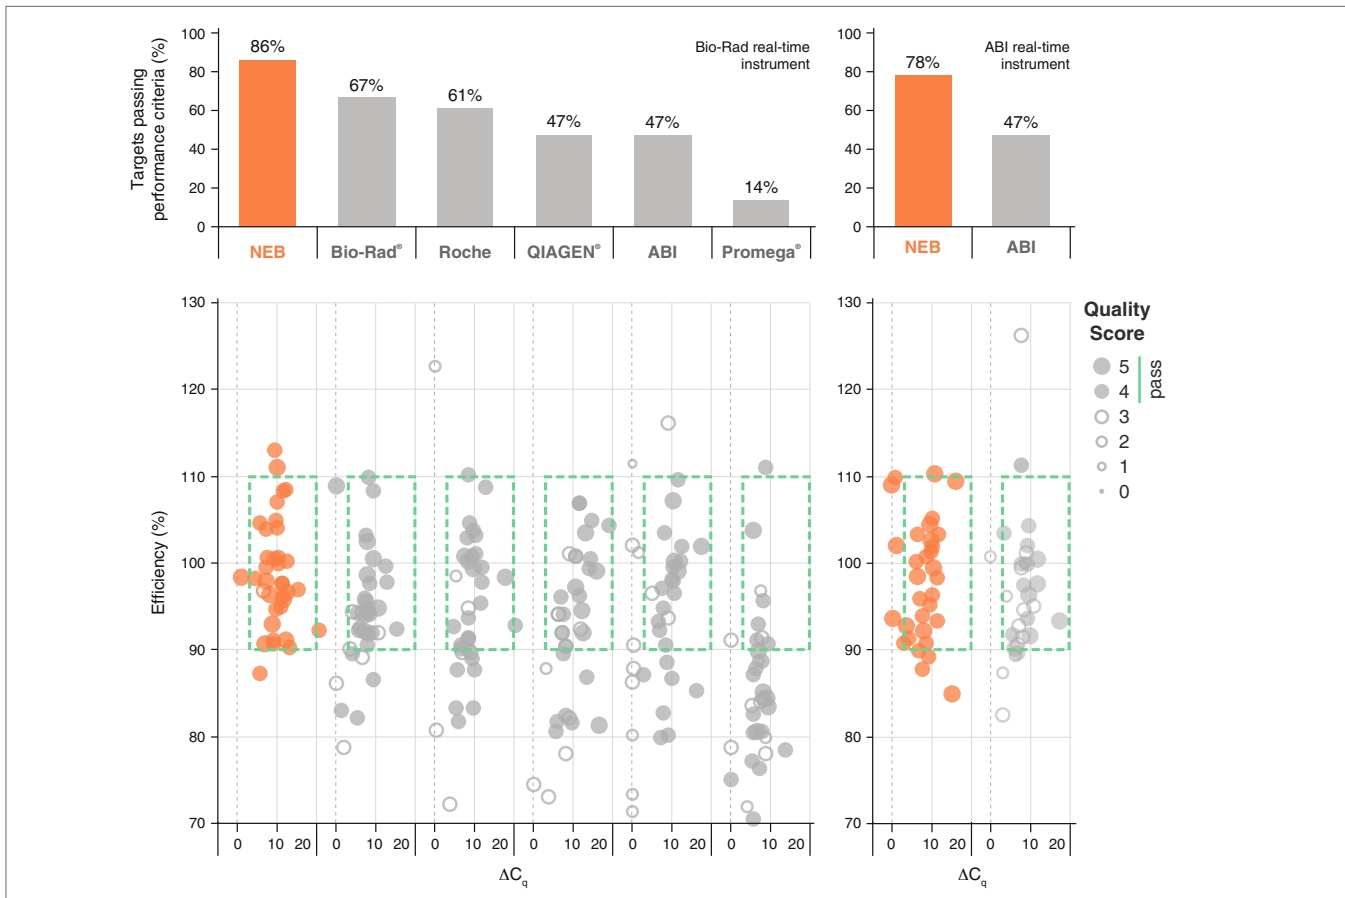 Targets passing
performance criteria (%)
100
80
60
40
20
0
86%
67%
61%
47%
47%
14%
Bio-Rad real-time
instrument
NEB
Bio-Rad®
Roche
QIAGEN®
ABI
Promega®
100
80
60
40
20
0
78%
47%
ABI real-time
instrument
NEB
ABI
Efficiency (%)
130
120
110
100
90
80
70
0 10 20
0 10 20
0 10 20
0 10 20
0 10 20
0 10 20
ΔCq
130
120
110
100
90
80
70
0 10 20
0 10 20
ΔCq
Quality
Score
5
4
3
2
1
0
pass